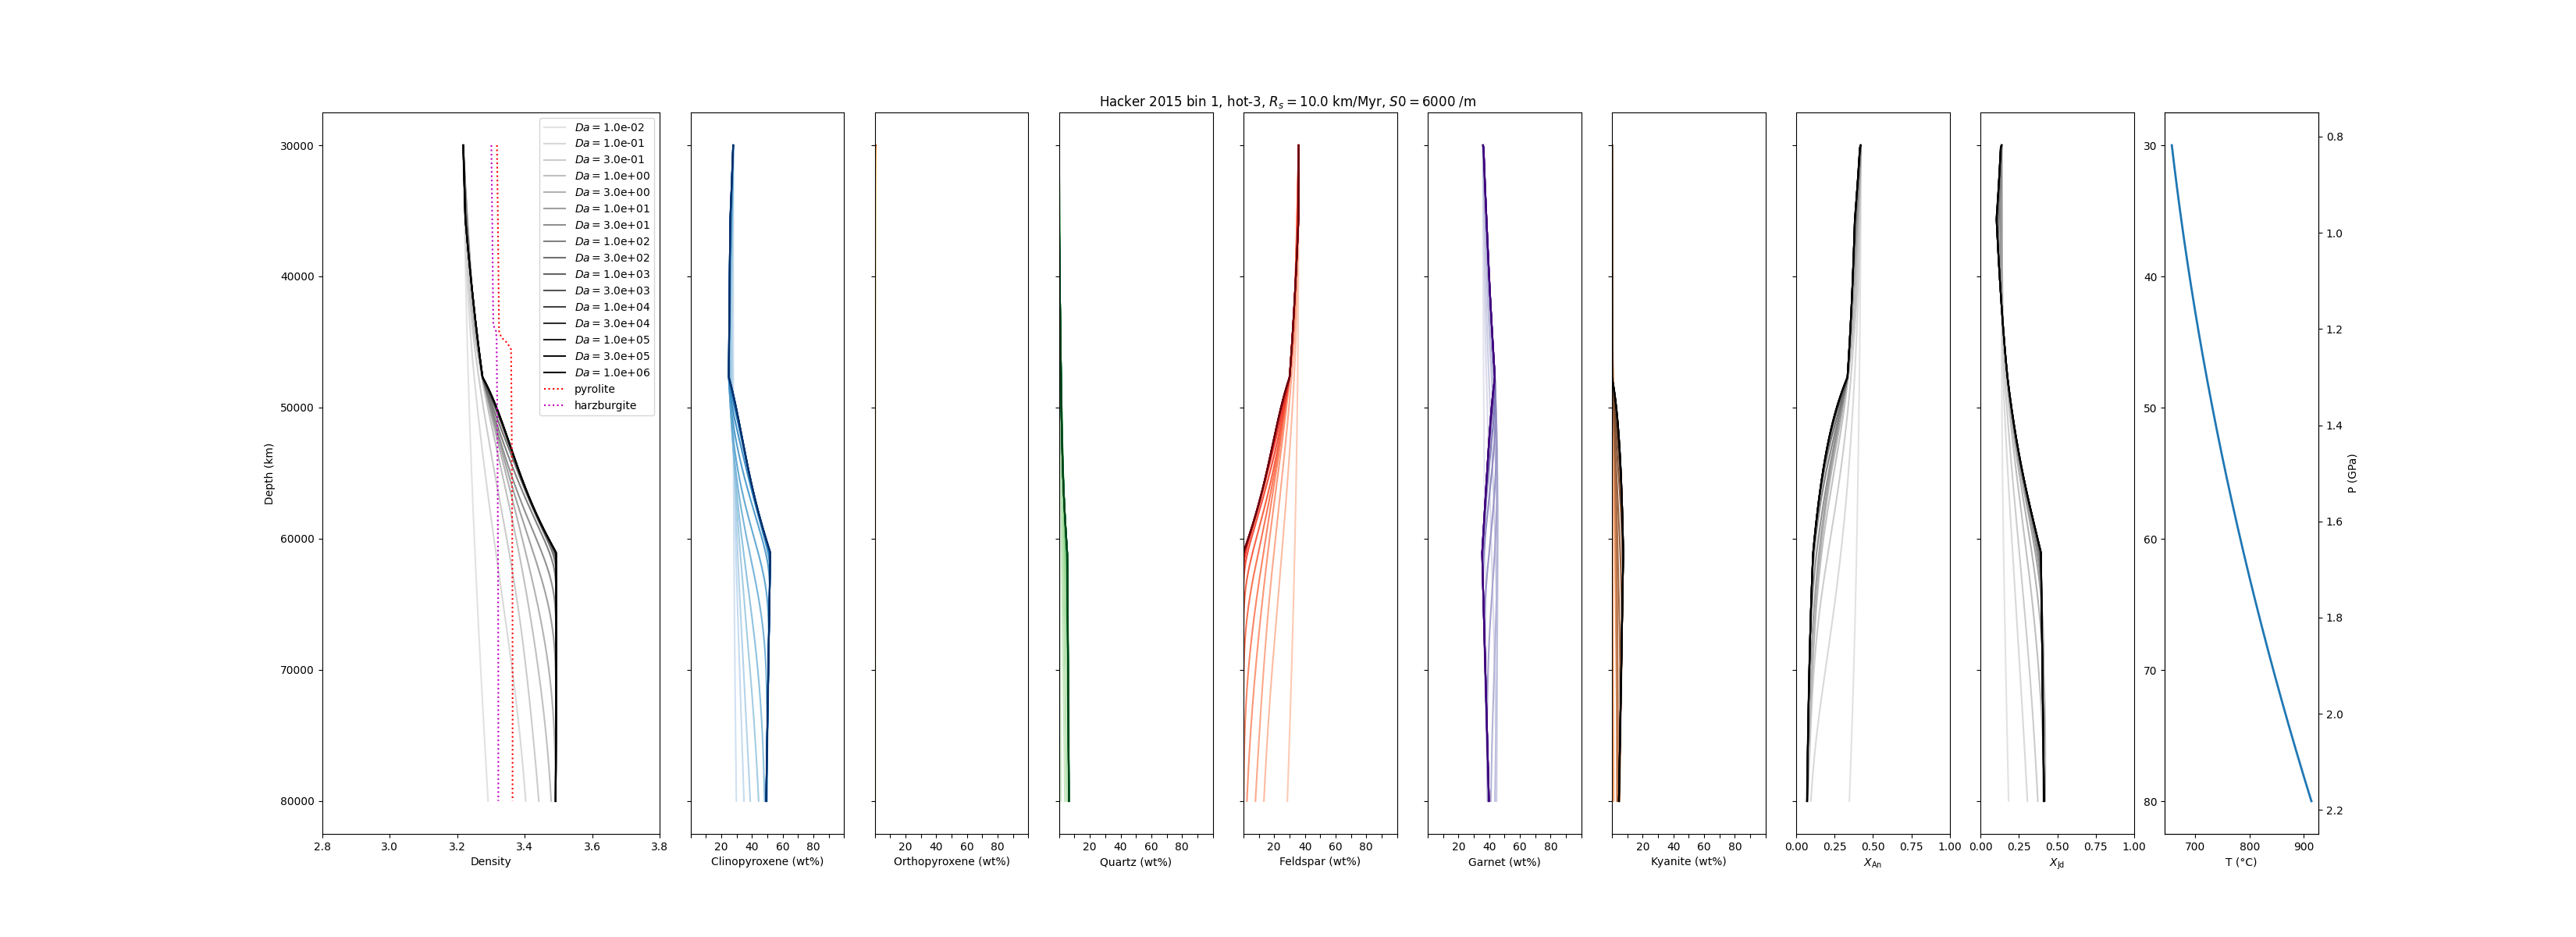 Hacker 2015 bin 1, hot-3, R_s = 10.0 km/Myr, S0 = 6000 /m
Depth (km)
30000
40000
50000
60000
70000
80000
2.8 3.0 3.2 3.4 3.6 3.8
Density
Da = 1.0e-02
Da = 1.0e-01
Da = 3.0e-01
Da = 1.0e+00
Da = 3.0e+00
Da = 1.0e+01
Da = 3.0e+01
Da = 1.0e+02
Da = 3.0e+02
Da = 1.0e+03
Da = 3.0e+03
Da = 1.0e+04
Da = 3.0e+04
Da = 1.0e+05
Da = 3.0e+05
Da = 1.0e+06
pyrolite
harzburgite
20 40 60 80
Clinopyroxene (wt%)
20 40 60 80
Orthopyroxene (wt%)
20 40 60 80
Quartz (wt%)
20 40 60 80
Feldspar (wt%)
20 40 60 80
Garnet (wt%)
20 40 60 80
Kyanite (wt%)
0.00 0.25 0.50 0.75 1.00
X_An
0.00 0.25 0.50 0.75 1.00
X_Jd
30
40
50
60
70
80
700 800 900
T (°C)
0.8
1.0
1.2
1.4
1.6
1.8
2.0
2.2
P (GPa)